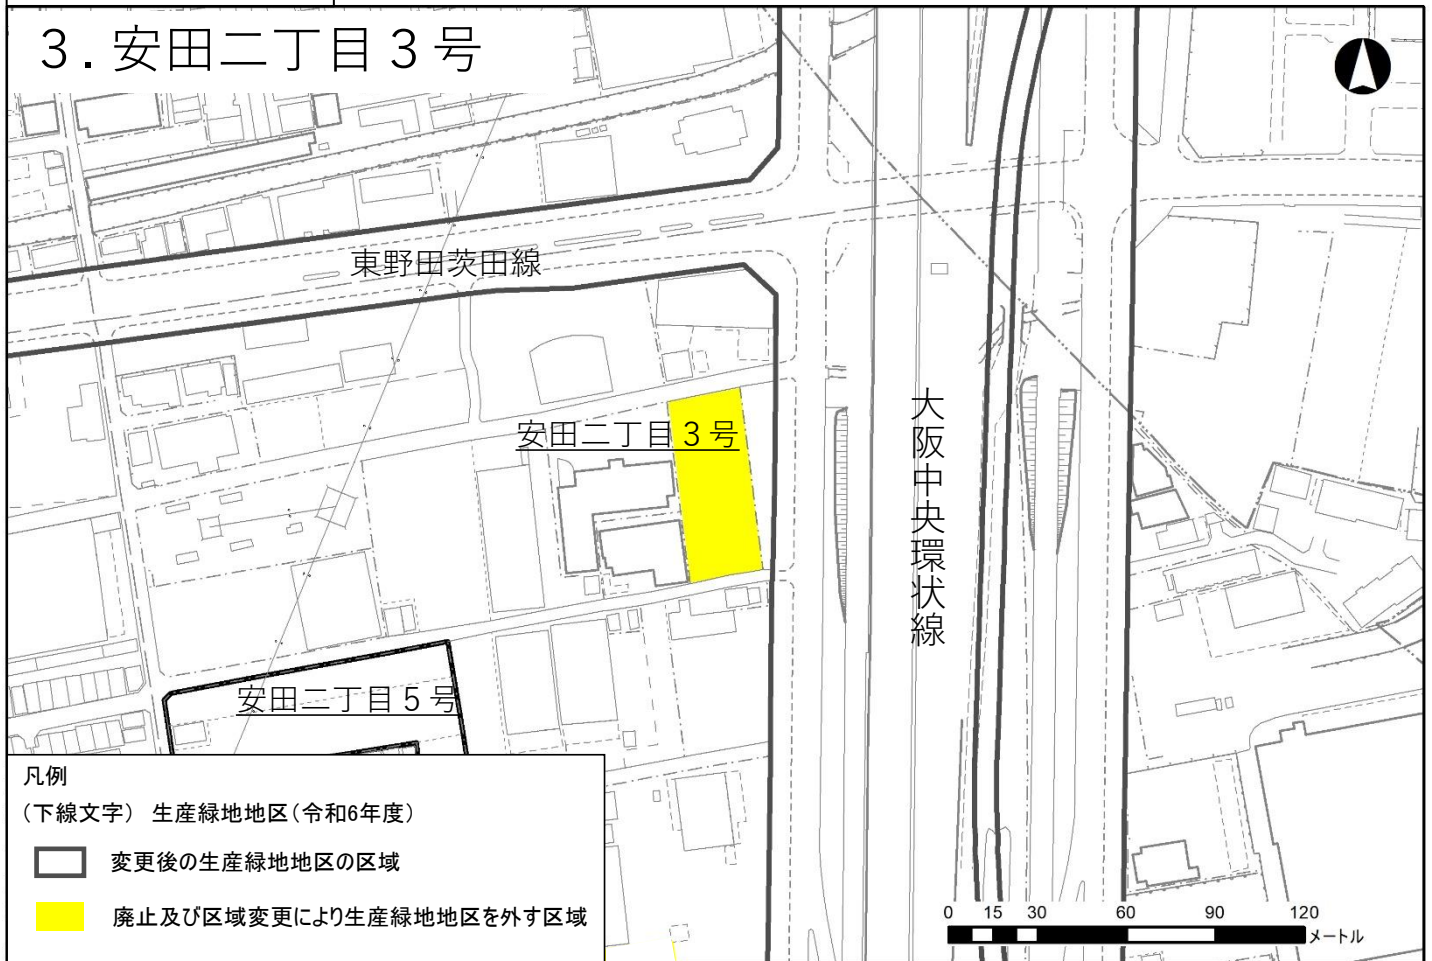 3.安田二丁目3号
東野田茨田線
安田二丁目3号
大阪中央環状線
安田二丁目5号
凡例
(下線文字) 生産緑地地区(令和6年度)
変更後の生産緑地地区の区域
廃止及び区域変更により生産緑地地区を外す区域
0 15 30 60 90 120
メートル